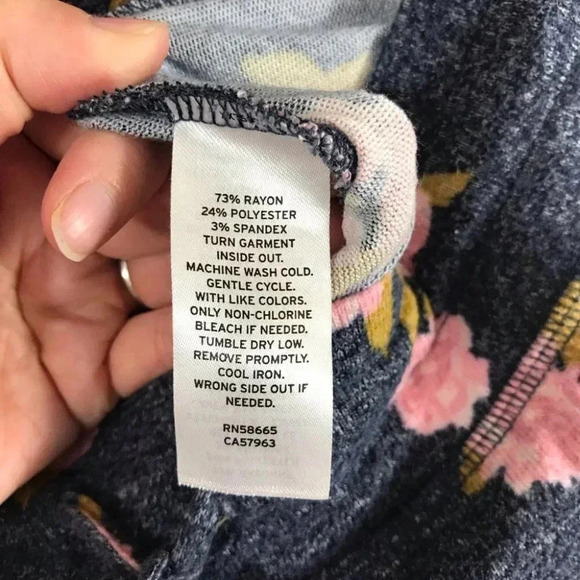 73% RAYON
24% POLYESTER
3% SPANDEX
TURN GARMENT
INSIDE OUT.
MACHINE WASH COLD.
GENTLE CYCLE.
WITH LIKE COLORS.
ONLY NON-CHLORINE
BLEACH IF NEEDED.
TUMBLE DRY LOW.
REMOVE PROMPTLY.
COOL IRON.
WRONG SIDE OUT IF
NEEDED.
RN58665
CA57963